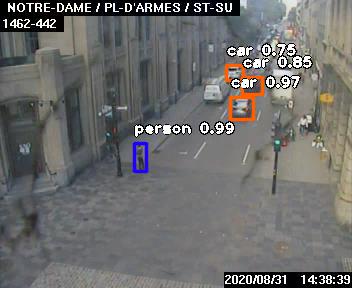 NOTRE-DAME / PL-D'ARMES / ST-SU
1462-442
car 0.75
car 0.85
car 0.97
person 0.99
2020/08/31 14:38:39